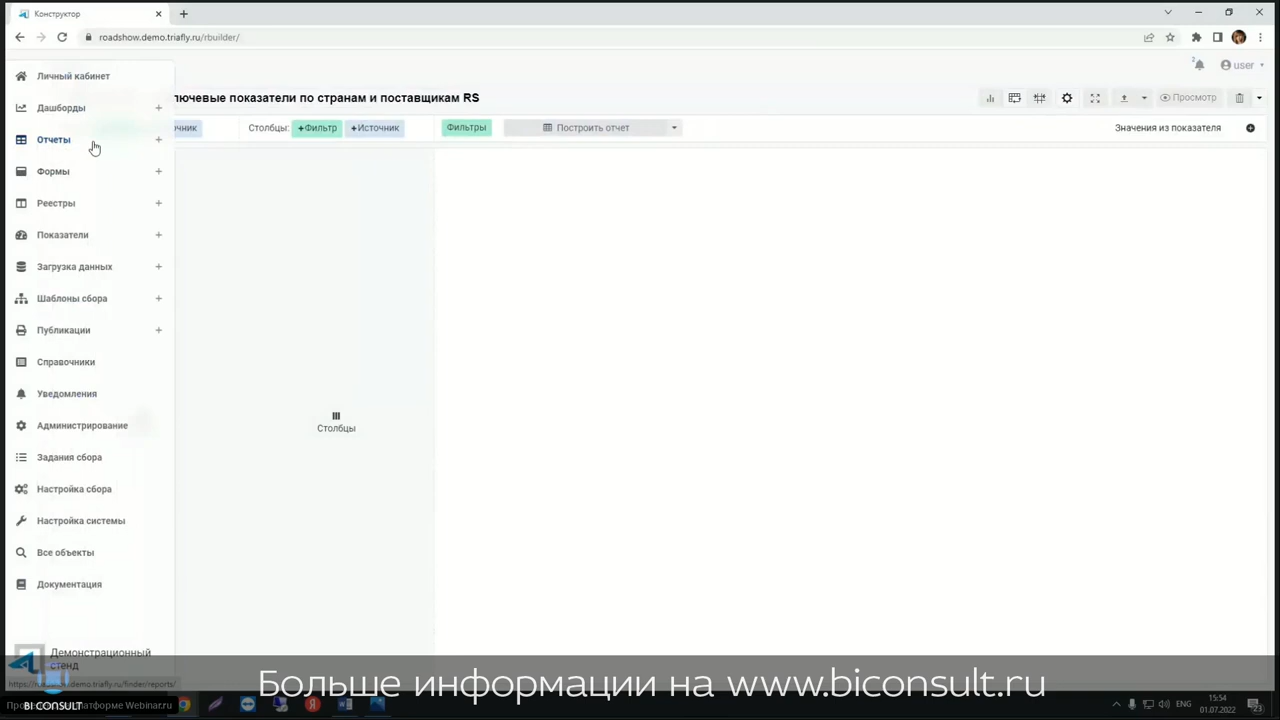 Конструктор
roadshow.demo.triafly.ru/rbuilder/
Личный кабинет
user
Дашборды
лючевые показатели по странам и поставщикам RS
Просмотр
Отчеты
чник
Столбцы:
+Фильтр
+Источник
Фильтры
Построить отчет
Значения из показателя
Формы
Реестры
Показатели
Загрузка данных
Шаблоны сбора
Публикации
Справочники
Уведомления
Администрирование
Столбцы
Задания сбора
Настройка сбора
Настройка системы
Все объекты
Документация
Демонстрационный
стенд
Больше информации на www.biconsult.ru
BI CONSULT
ENG
15:54
01.07.2022
23